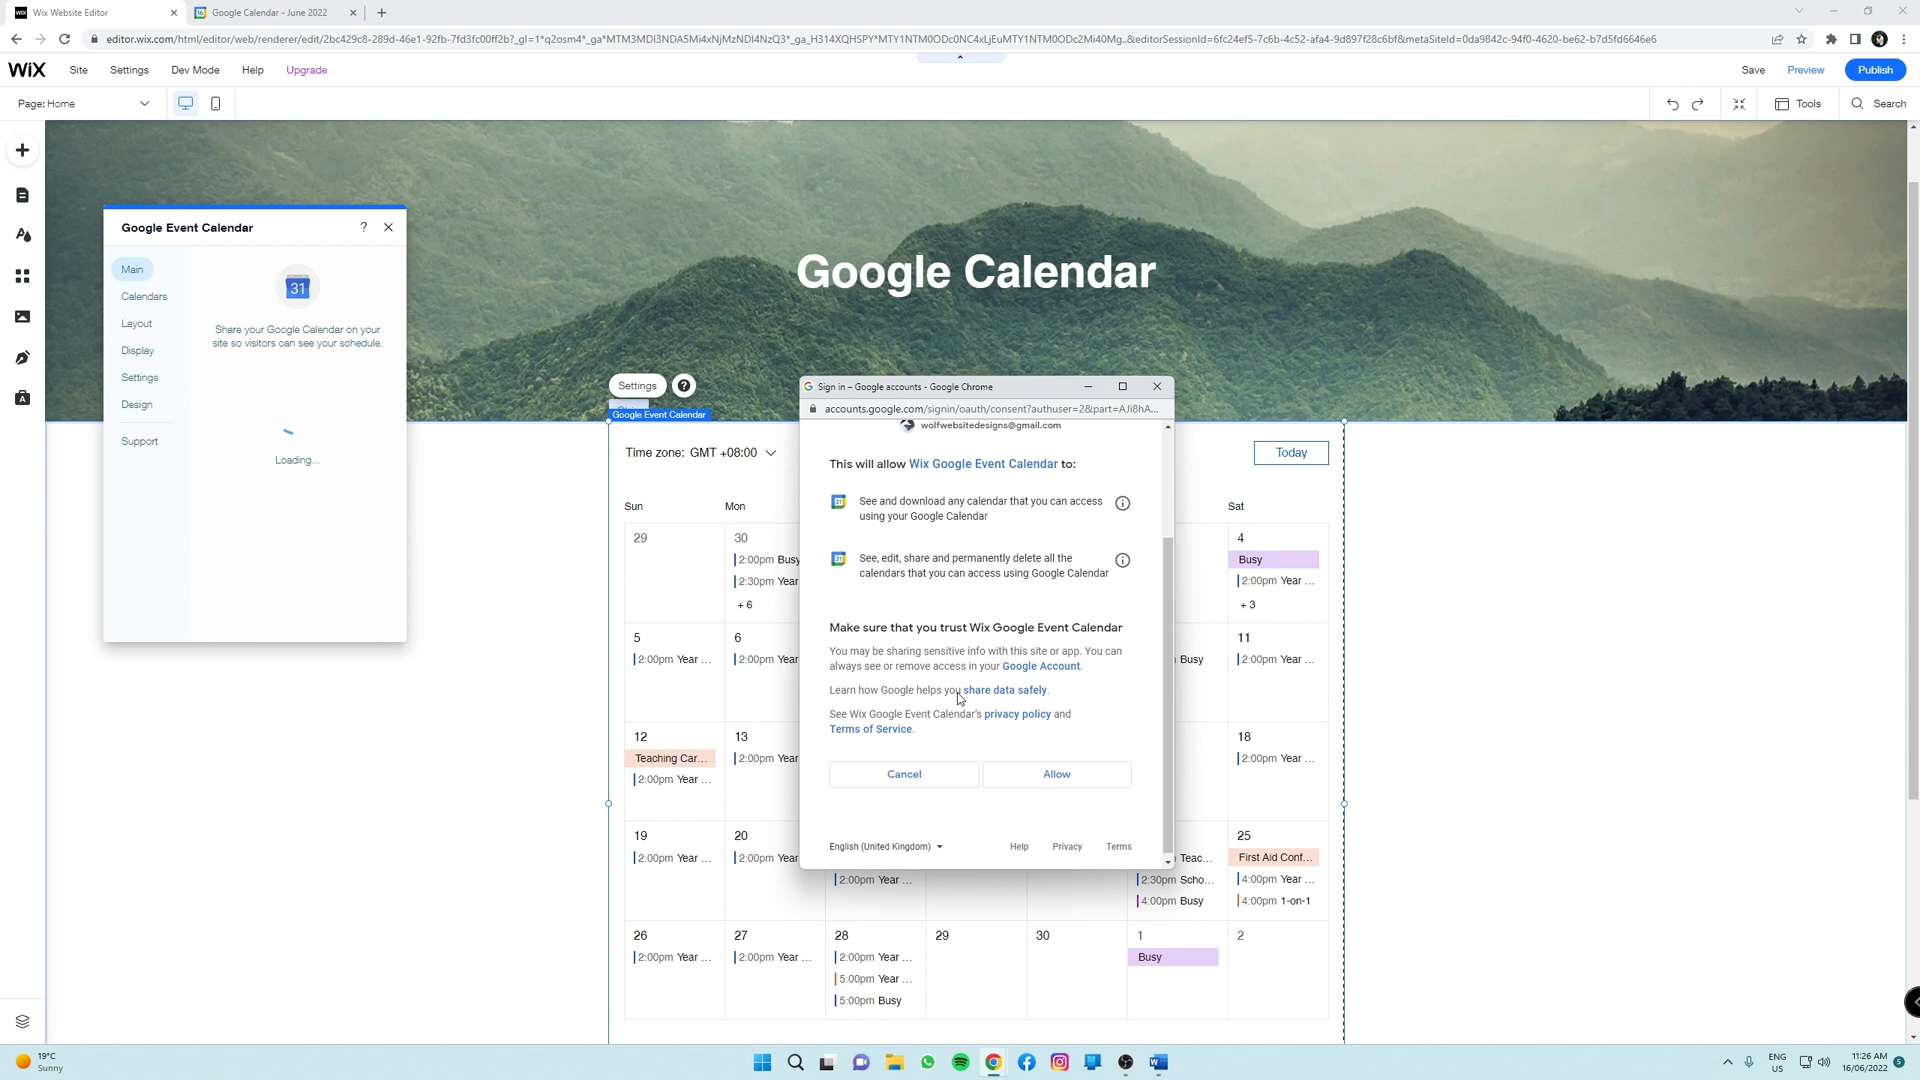 Wix Website Editor
Google Calendar - June 2022
editor.wix.com/html/editor/web/renderer/edit/2bc429c8-289d-46e1-92fb-7fd3fc00ff2b?_gl=1*q2osm4*_ga*MTM3MDI3NDA5Mi4xNjMzNDI4NzQ3*_ga_H314XQHSPY*MTY1NTM0ODc0NC4xLjEuMTY1NTM0ODc2Mi40Mg..&editorSessionId=6fc24ef5-7c6b-4c52-afa4-9d897f28c6bf&metaSiteId=0da9842c-94f0-4620-be62-b7d5fd6646e6
WiX Site Settings Dev Mode Help Upgrade Save Preview Publish
Page: Home Tools Search
Google Event Calendar ?
Main
Calendars
Layout
Display
Settings
Design
Support
31
Share your Google Calendar on your
site so visitors can see your schedule.
Loading...
Google Calendar
Settings ?
Google Event Calendar
Time zone: GMT +08:00
Today
Sun Mon Sat
29 30 4
2:00pm Busy
2:30pm Year
+ 6
Busy
2:00pm Year ...
+ 3
5 6 11
2:00pm Year ...
2:00pm Year
Busy
2:00pm Year ...
12 13 18
Teaching Car...
2:00pm Year ...
2:00pm Year
2:00pm Year ...
19 20 25
2:00pm Year ...
2:00pm Year
2:00pm Year ...
Teac...
2:30pm Scho...
4:00pm Busy
First Aid Conf...
4:00pm Year ...
4:00pm 1-on-1
26 27 28 29 30 1 2
2:00pm Year ...
2:00pm Year ...
2:00pm Year ...
5:00pm Year ...
5:00pm Busy
Busy
Sign in – Google accounts - Google Chrome
accounts.google.com/signin/oauth/consent?authuser=2&part=AJi8hA...
wolfwebsitedesigns@gmail.com
This will allow Wix Google Event Calendar to:
See and download any calendar that you can access
using your Google Calendar
See, edit, share and permanently delete all the
calendars that you can access using Google Calendar
Make sure that you trust Wix Google Event Calendar
You may be sharing sensitive info with this site or app. You can
always see or remove access in your Google Account.
Learn how Google helps you share data safely.
See Wix Google Event Calendar's privacy policy and
Terms of Service.
Cancel Allow
English (United Kingdom) Help Privacy Terms
19°C
Sunny
ENG
US
11:26 AM
16/06/2022
5